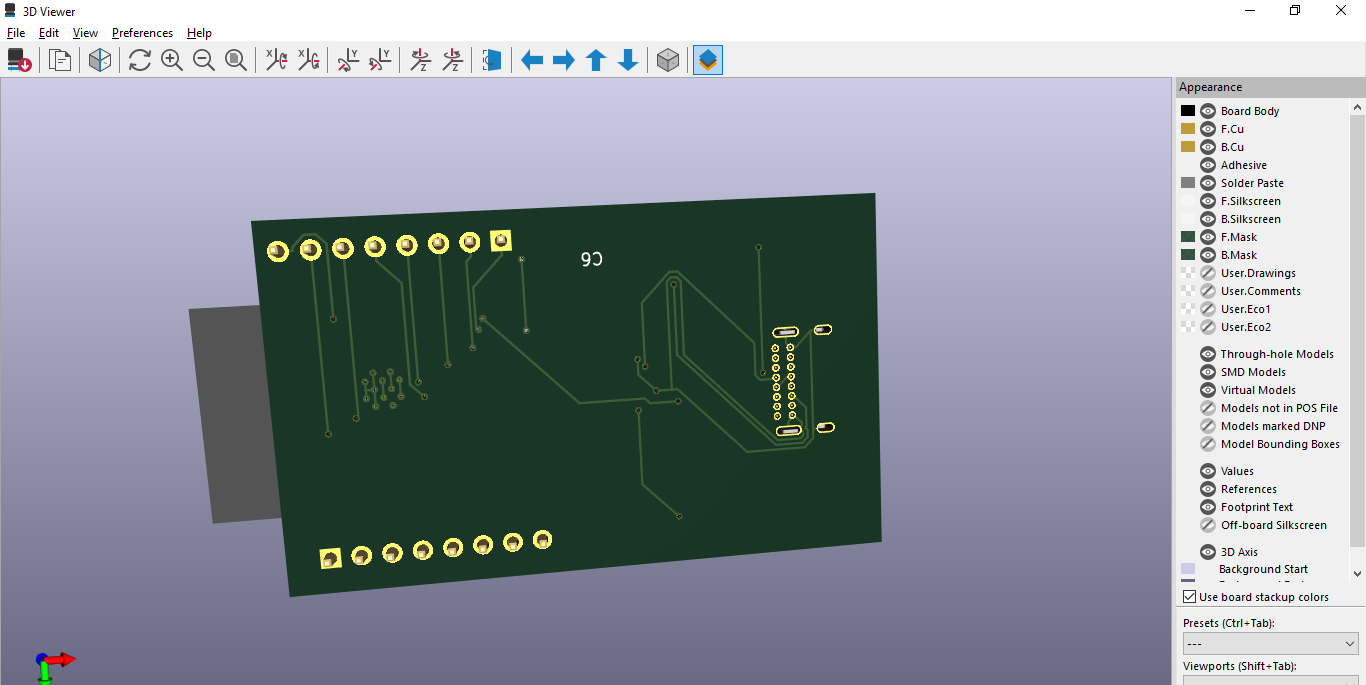 3D Viewer
File Edit View Preferences Help
X X Y Y Z Z
Appearance
Board Body
F.Cu
B.Cu
Adhesive
Solder Paste
F.Silkscreen
B.Silkscreen
F.Mask
B.Mask
User.Drawings
User.Comments
User.Eco1
User.Eco2
Through-hole Models
SMD Models
Virtual Models
Models not in POS File
Models marked DNP
Model Bounding Boxes
Values
References
Footprint Text
Off-board Silkscreen
3D Axis
Background Start
Use board stackup colors
Presets (Ctrl+Tab):
---
Viewports (Shift+Tab):
C6